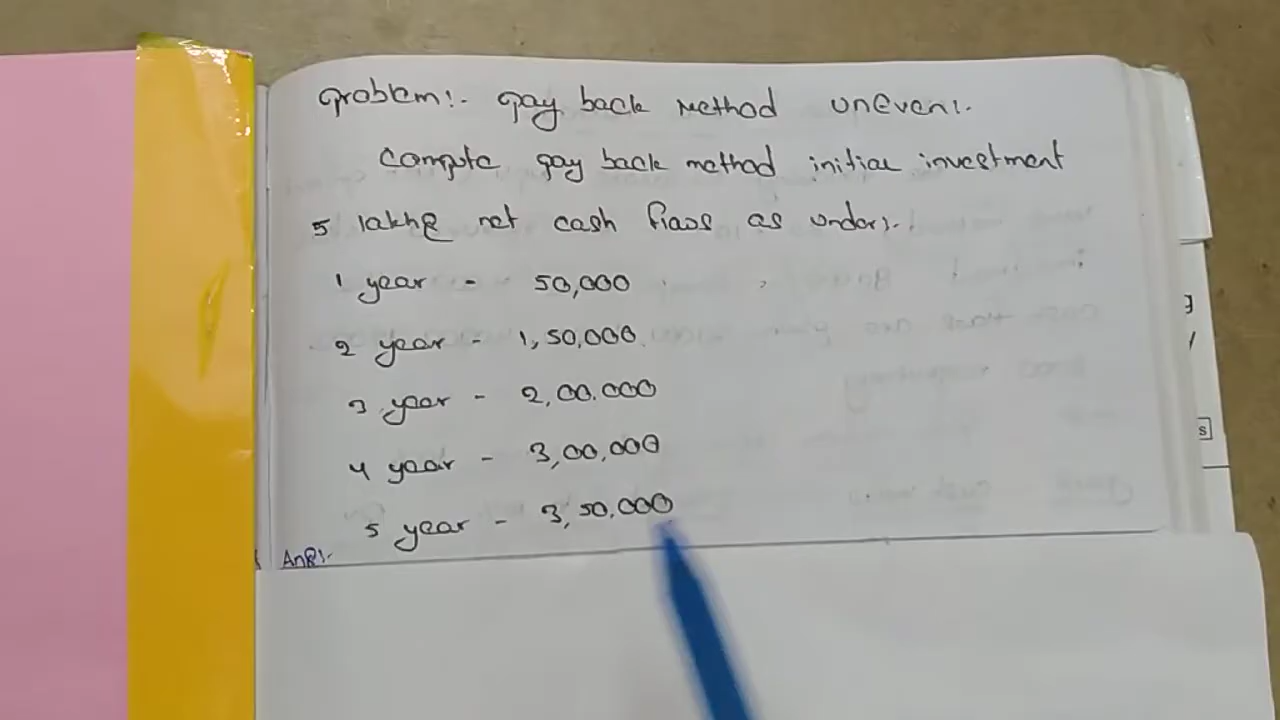 Problem:- Pay back Method uneven:-
Compute pay back method initial investment
5 lakhs net cash flows as under:-
1 year - 50,000
2 year - 1,50,000
3 year - 2,00,000
4 year - 3,00,000
5 year - 3,50,000
Ans:-